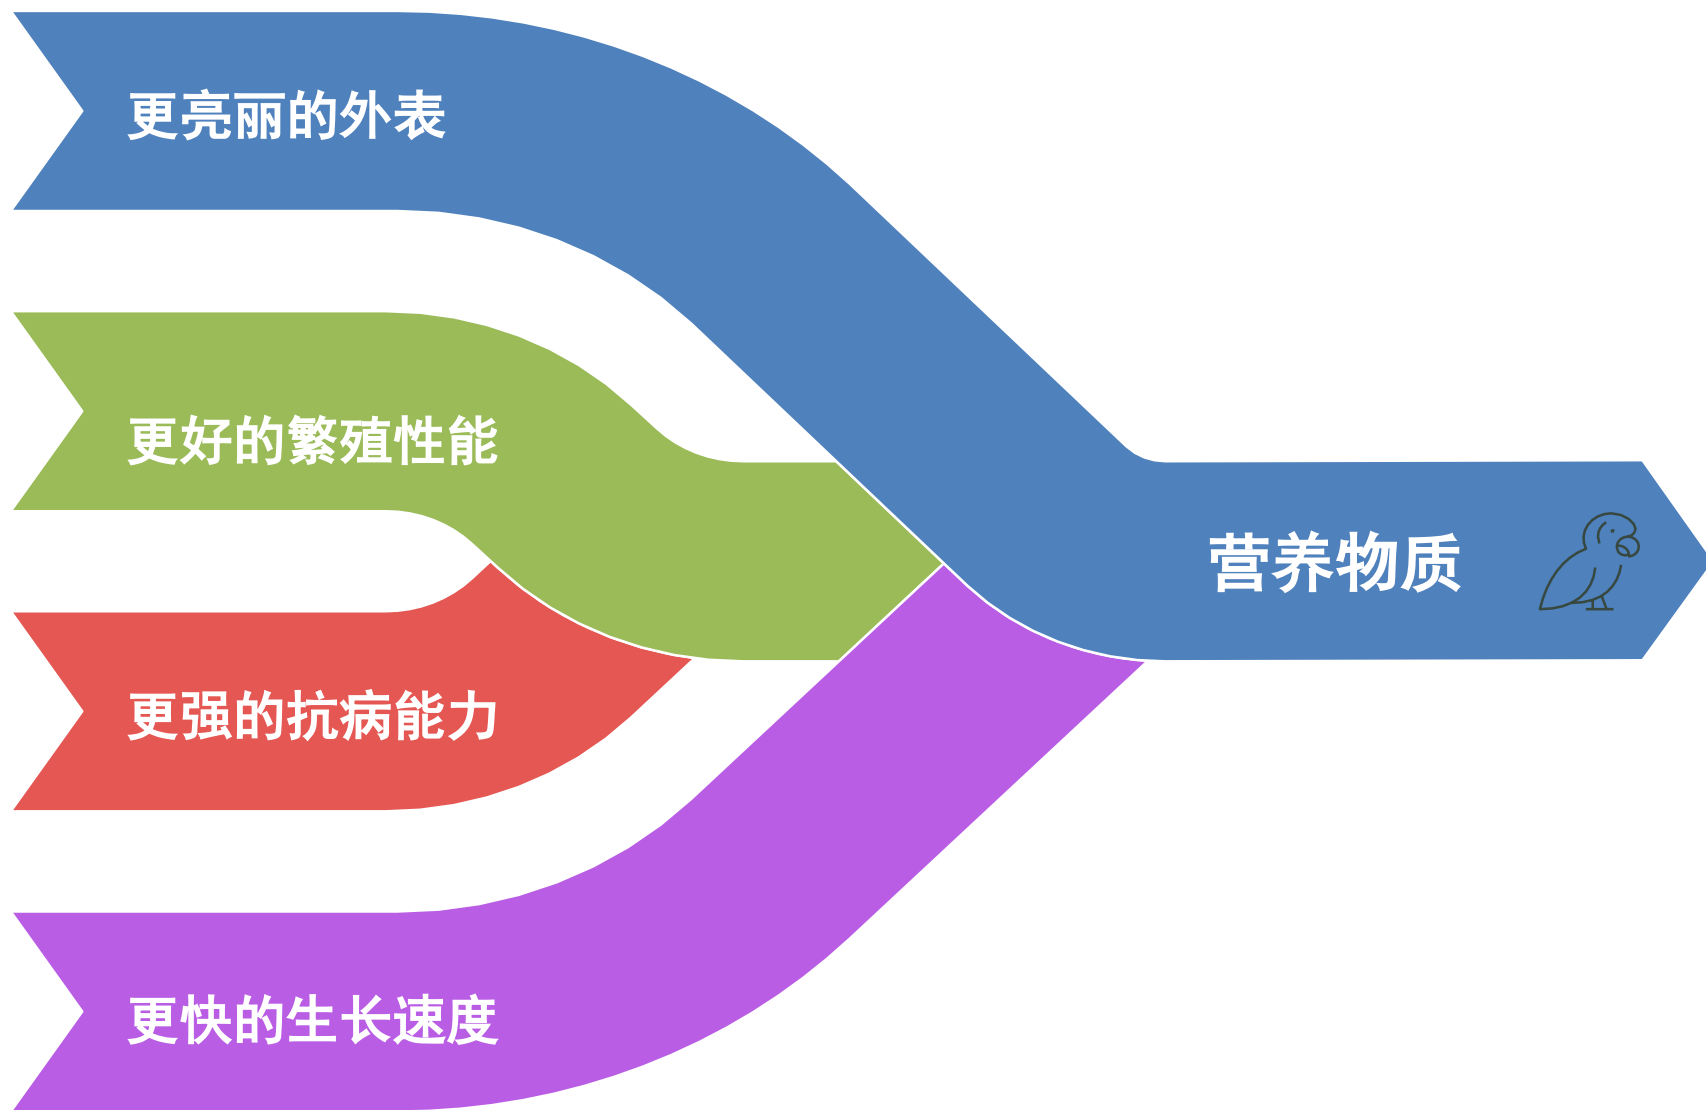 更亮丽的外表
更好的繁殖性能
营养物质
更强的抗病能力
更快的生长速度